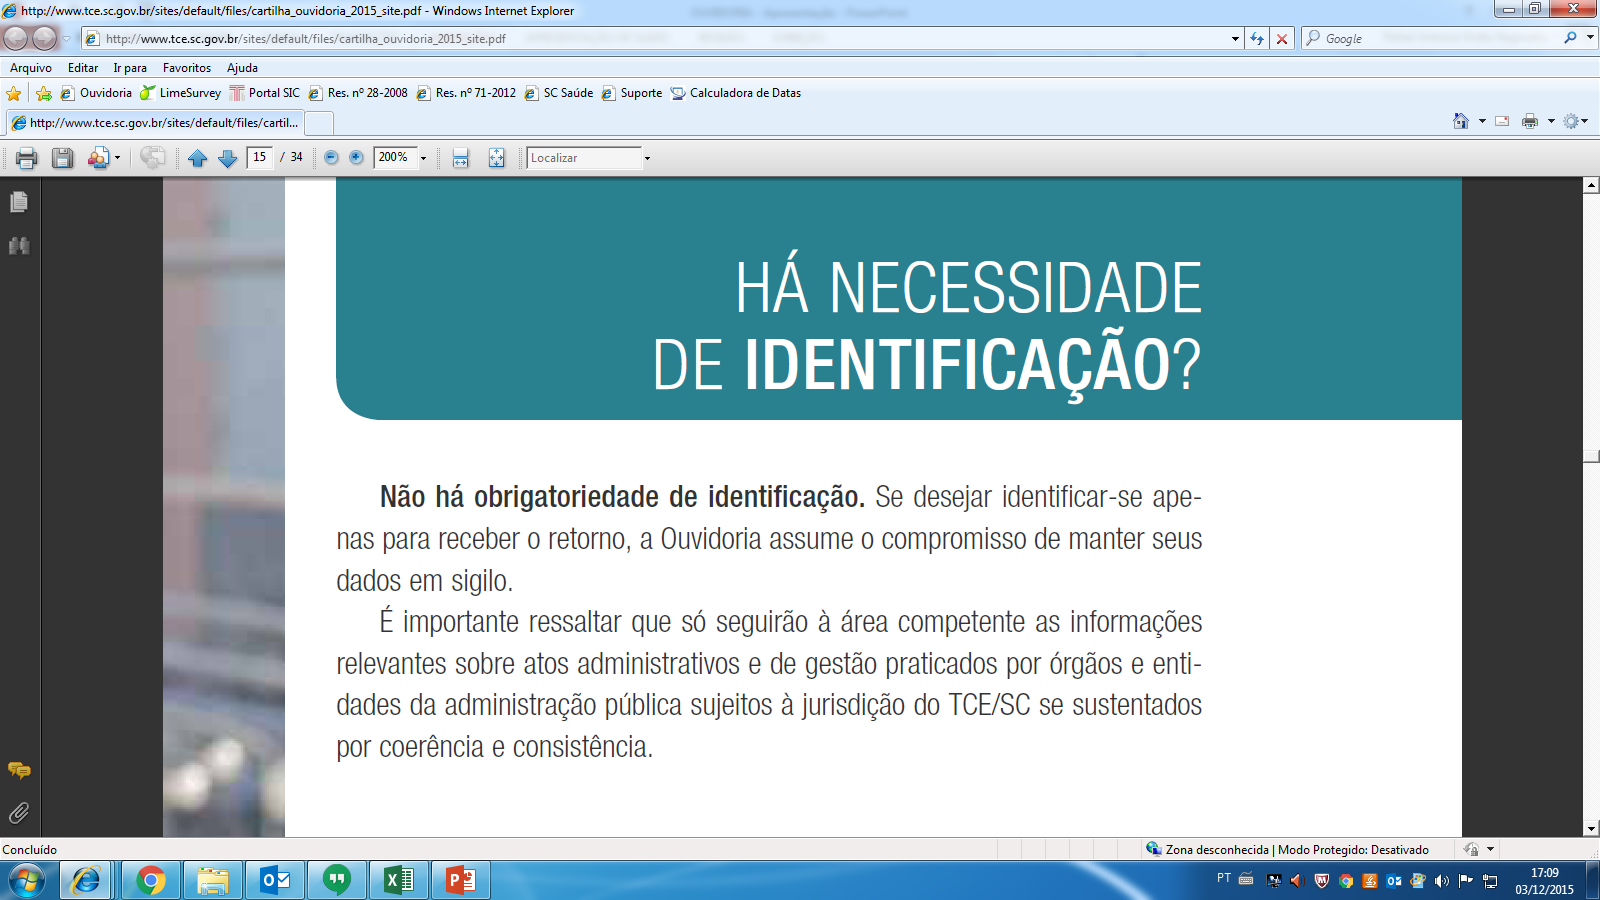 http://www.tce.sc.gov.br/sites/default/files/cartilha_ouvidoria_2015_site.pdf - Windows Internet Explorer
http://www.tce.sc.gov.br/sites/default/files/cartilha_ouvidoria_2015_site.pdf
Google
Arquivo Editar Ir para Favoritos Ajuda
Ouvidoria LimeSurvey Portal SIC Res. nº 28-2008 Res. nº 71-2012 SC Saúde Suporte Calculadora de Datas
http://www.tce.sc.gov.br/sites/default/files/cartil...
15 / 34 200% Localizar
HÁ NECESSIDADE
DE IDENTIFICAÇÃO?
Não há obrigatoriedade de identificação. Se desejar identificar-se ape-
nas para receber o retorno, a Ouvidoria assume o compromisso de manter seus
dados em sigilo.
É importante ressaltar que só seguirão à área competente as informações
relevantes sobre atos administrativos e de gestão praticados por órgãos e enti-
dades da administração pública sujeitos à jurisdição do TCE/SC se sustentados
por coerência e consistência.
Concluído
Zona desconhecida | Modo Protegido: Desativado
PT
17:09
03/12/2015